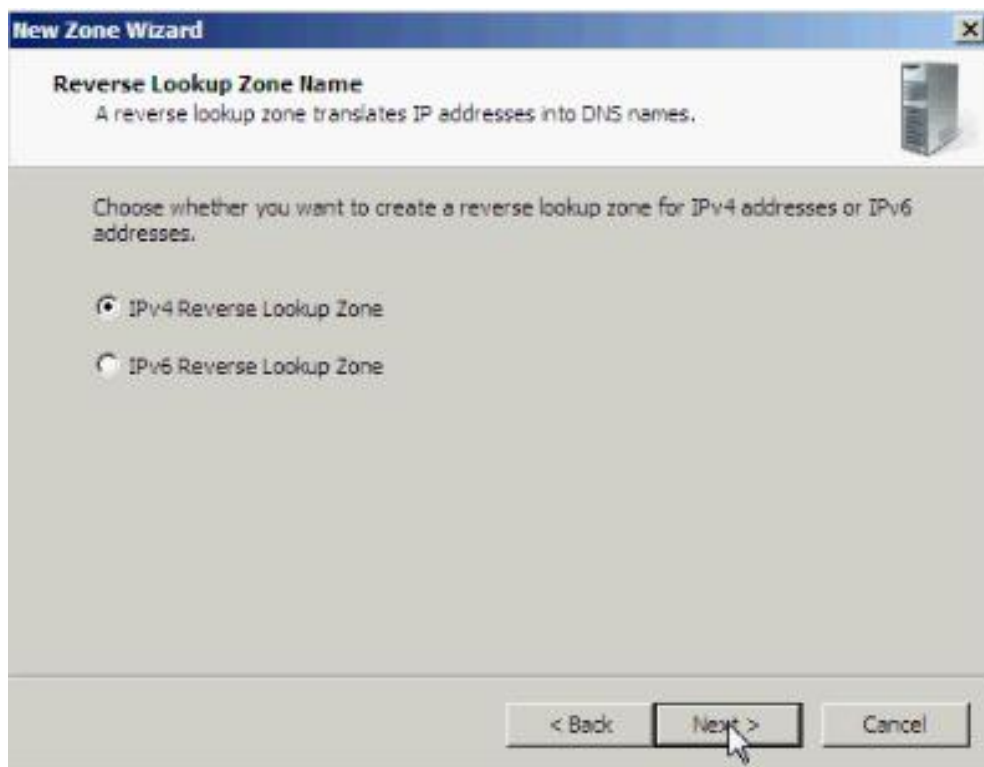 New Zone Wizard
Reverse Lookup Zone Name
A reverse lookup zone translates IP addresses into DNS names.
Choose whether you want to create a reverse lookup zone for IPv4 addresses or IPv6
addresses.
IPv4 Reverse Lookup Zone
IPv6 Reverse Lookup Zone
< Back Next > Cancel